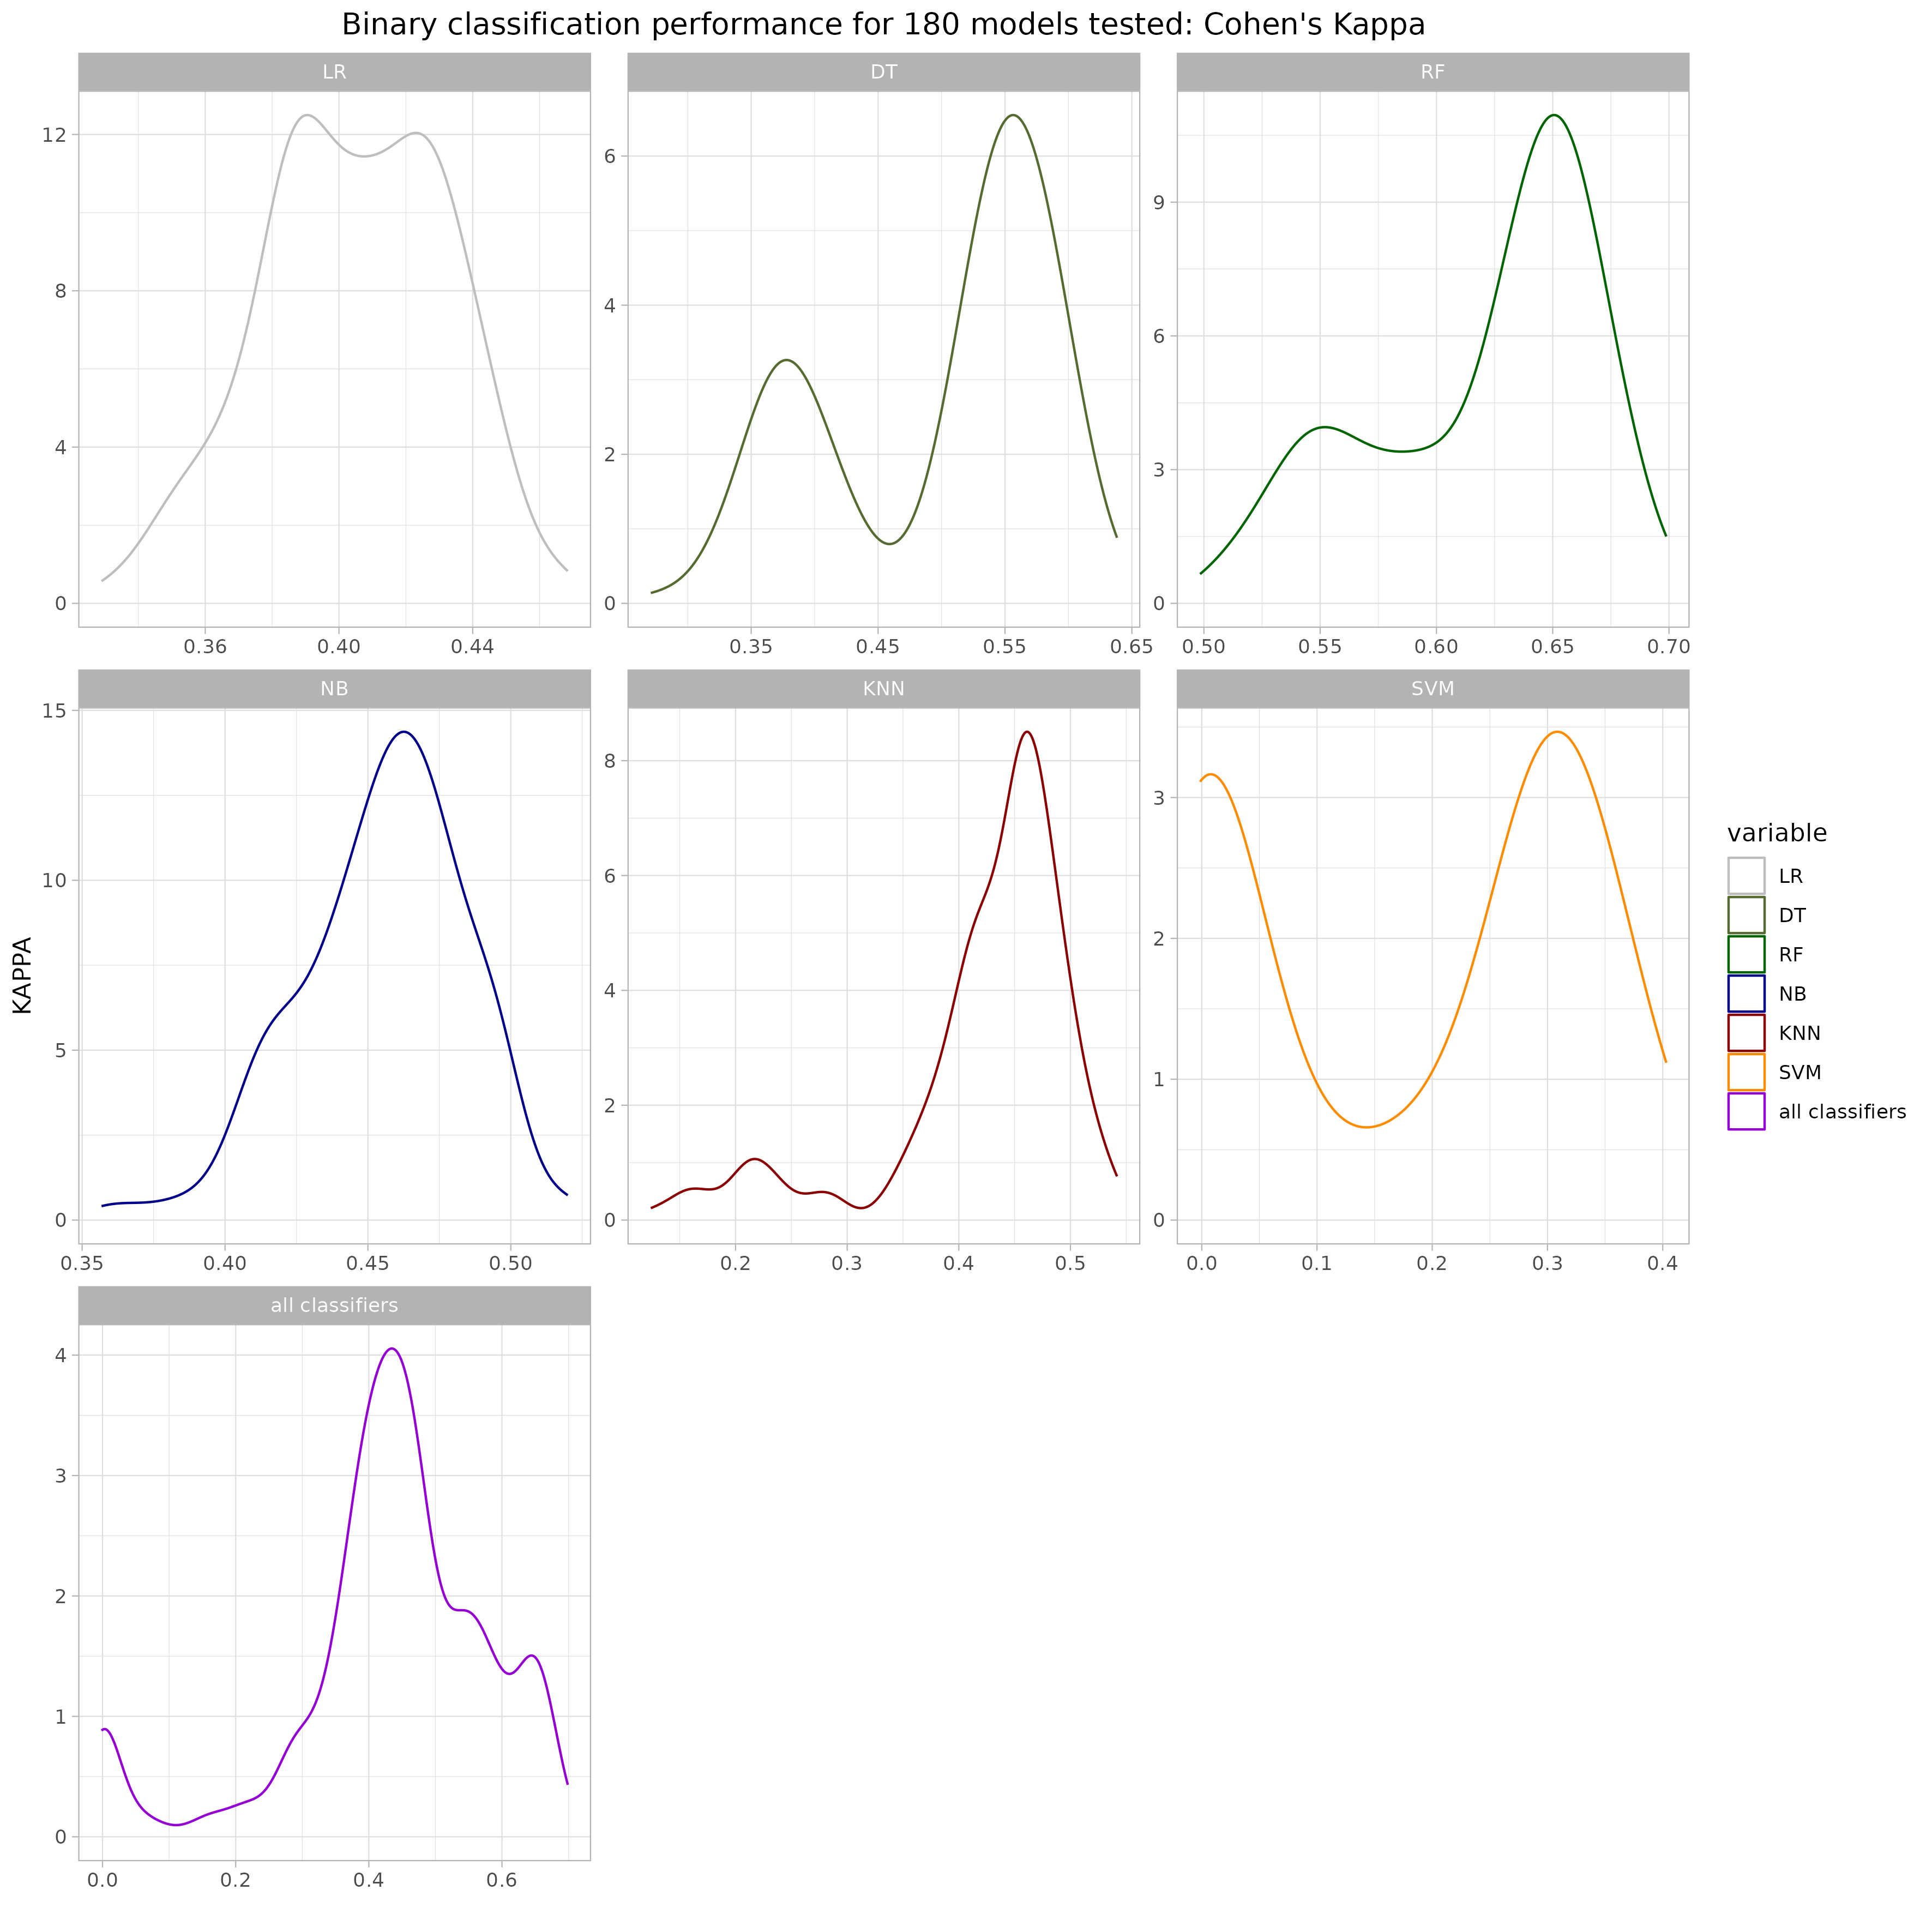 Binary classification performance for 180 models tested: Cohen's Kappa
LR
DT
RF
12
8
4
0
0.36 0.40 0.44
6
4
2
0
0.35 0.45 0.55 0.65
9
6
3
0
0.50 0.55 0.60 0.65 0.70
NB
KNN
SVM
15
10
5
0
0.35 0.40 0.45 0.50
8
6
4
2
0
0.2 0.3 0.4 0.5
3
2
1
0
0.0 0.1 0.2 0.3 0.4
KAPPA
all classifiers
4
3
2
1
0
0.0 0.2 0.4 0.6
variable
LR
DT
RF
NB
KNN
SVM
all classifiers